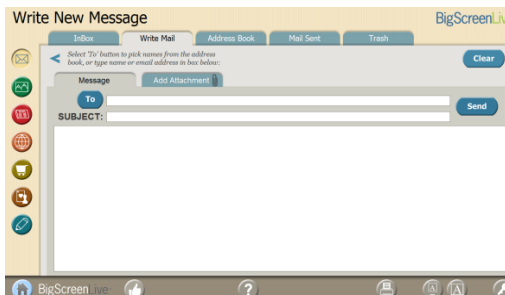 Write New Message
BigScreenLiv
InBox
Write Mail
Address Book
Mail Sent
Trash
Select 'To' button to pick names from the address
book, or type name or email address in box below:
Clear
Message
Add Attachment
To
Send
SUBJECT:
BigScreenLive
?
A
A